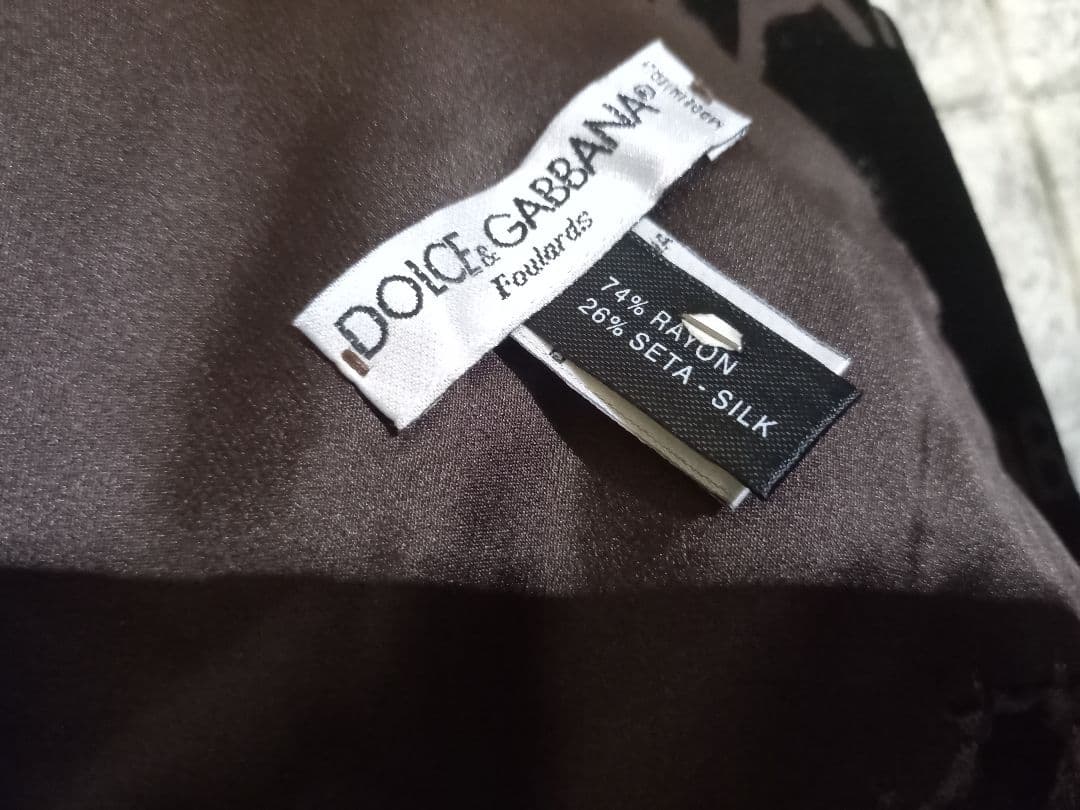 DOLCE & GABBANA®
Foulards
74% RAYON
26% SETA - SILK